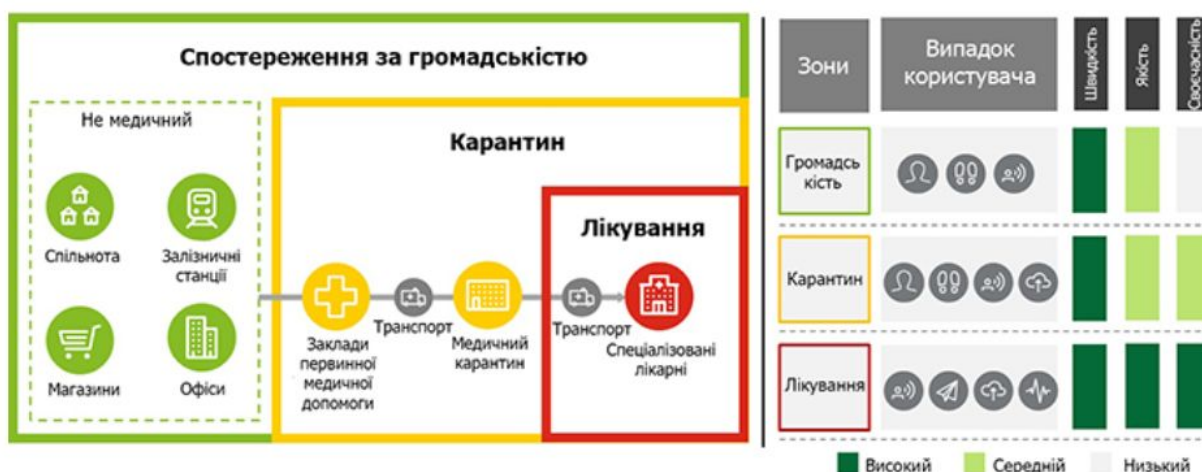 Спостереження за громадськістю
Не медичний
Спільнота
Залізничні
станції
Магазини
Офіси
Карантин
Заклади
первинної
медичної
допомоги
Транспорт
Медичний
карантин
Лікування
Транспорт
Спеціалізовані
лікарні
Зони
Випадок
користувача
Швидкість
Якість
Своєчасність
Громадсь
кість
Карантин
Лікування
Високий
Середній
Низький